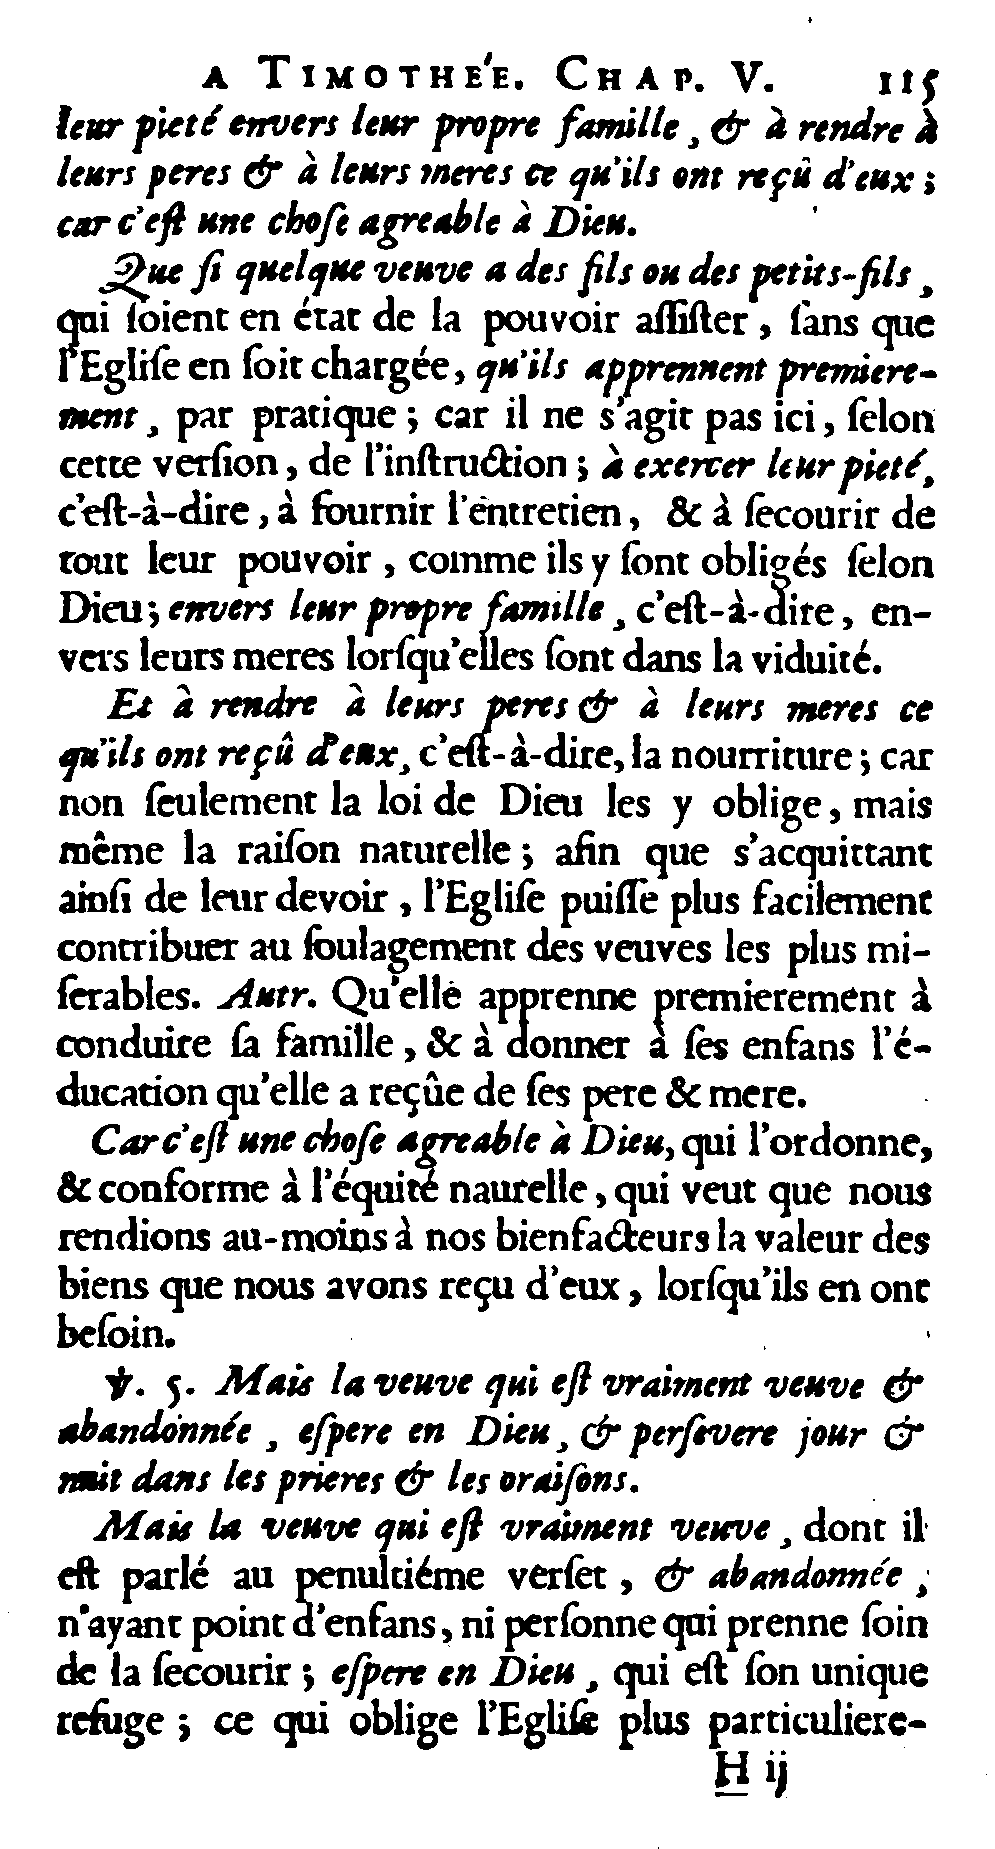 A TIMOTHE'E. CHAP. V. 115
leur pieté envers leur propre famille, & à rendre à
leurs peres & à leurs meres ce qu'ils ont reçû d'eux ;
car c'eſt une choſe agreable à Dieu.
Que ſi quelque veuve a des fils ou des petits-fils,
qui ſoient en état de la pouvoir aſſiſter, ſans que
l'Egliſe en ſoit chargée, qu'ils apprennent premiere-
ment, par pratique ; car il ne s'agit pas ici, ſelon
cette verſion, de l'inſtruction ; à exercer leur pieté,
c'eſt-à-dire, à fournir l'entretien, & à ſecourir de
tout leur pouvoir, comme ils y ſont obligés ſelon
Dieu ; envers leur propre famille, c'eſt-à-dire, en-
vers leurs meres lorſqu'elles ſont dans la viduité.
Et à rendre à leurs peres & à leurs meres ce
qu'ils ont reçû d'eux, c'eſt-à-dire, la nourriture ; car
non ſeulement la loi de Dieu les y oblige, mais
même la raiſon naturelle ; afin que s'acquittant
ainſi de leur devoir, l'Egliſe puiſſe plus facilement
contribuer au ſoulagement des veuves les plus mi-
ſerables. Autr. Qu'elle apprenne premierement à
conduire ſa famille, & à donner à ſes enfans l'é-
ducation qu'elle a reçûe de ſes pere & mere.
Car c'eſt une choſe agreable à Dieu, qui l'ordonne,
& conforme à l'équité naurelle, qui veut que nous
rendions au-moins à nos bienfacteurs la valeur des
biens que nous avons reçu d'eux, lorſqu'ils en ont
beſoin.
℣. 5. Mais la veuve qui eſt vraiment veuve &
abandonnée, eſpere en Dieu, & perſevere jour &
nuit dans les prieres & les oraiſons.
Mais la veuve qui eſt vraiment veuve, dont il
eſt parlé au penultiéme verſet, & abandonnée,
n'ayant point d'enfans, ni perſonne qui prenne ſoin
de la ſecourir ; eſpere en Dieu, qui eſt ſon unique
refuge ; ce qui oblige l'Egliſe plus particuliere-
H ij